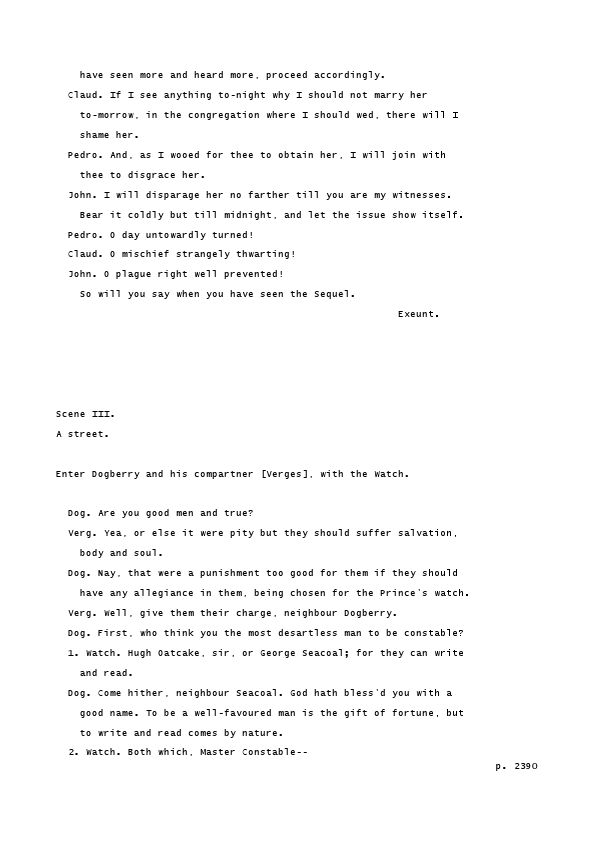 have seen more and heard more, proceed accordingly.
Claud. If I see anything to-night why I should not marry her
to-morrow, in the congregation where I should wed, there will I
shame her.
Pedro. And, as I wooed for thee to obtain her, I will join with
thee to disgrace her.
John. I will disparage her no farther till you are my witnesses.
Bear it coldly but till midnight, and let the issue show itself.
Pedro. O day untowardly turned!
Claud. O mischief strangely thwarting!
John. O plague right well prevented!
So will you say when you have seen the Sequel.
Exeunt.
Scene III.
A street.
Enter Dogberry and his compartner [Verges], with the Watch.
Dog. Are you good men and true?
Verg. Yea, or else it were pity but they should suffer salvation,
body and soul.
Dog. Nay, that were a punishment too good for them if they should
have any allegiance in them, being chosen for the Prince's watch.
Verg. Well, give them their charge, neighbour Dogberry.
Dog. First, who think you the most desartless man to be constable?
1. Watch. Hugh Oatcake, sir, or George Seacoal; for they can write
and read.
Dog. Come hither, neighbour Seacoal. God hath bless'd you with a
good name. To be a well-favoured man is the gift of fortune, but
to write and read comes by nature.
2. Watch. Both which, Master Constable--
p. 2390